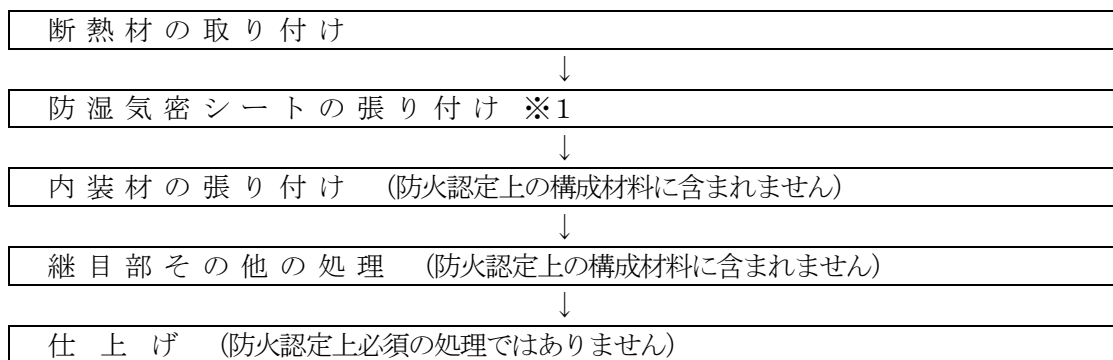 断熱材の取り付け
↓
防湿気密シートの張り付け ※1
↓
内装材の張り付け (防火認定上の構成材料に含まれません)
↓
継目部その他の処理 (防火認定上の構成材料に含まれません)
↓
仕上げ (防火認定上必須の処理ではありません)